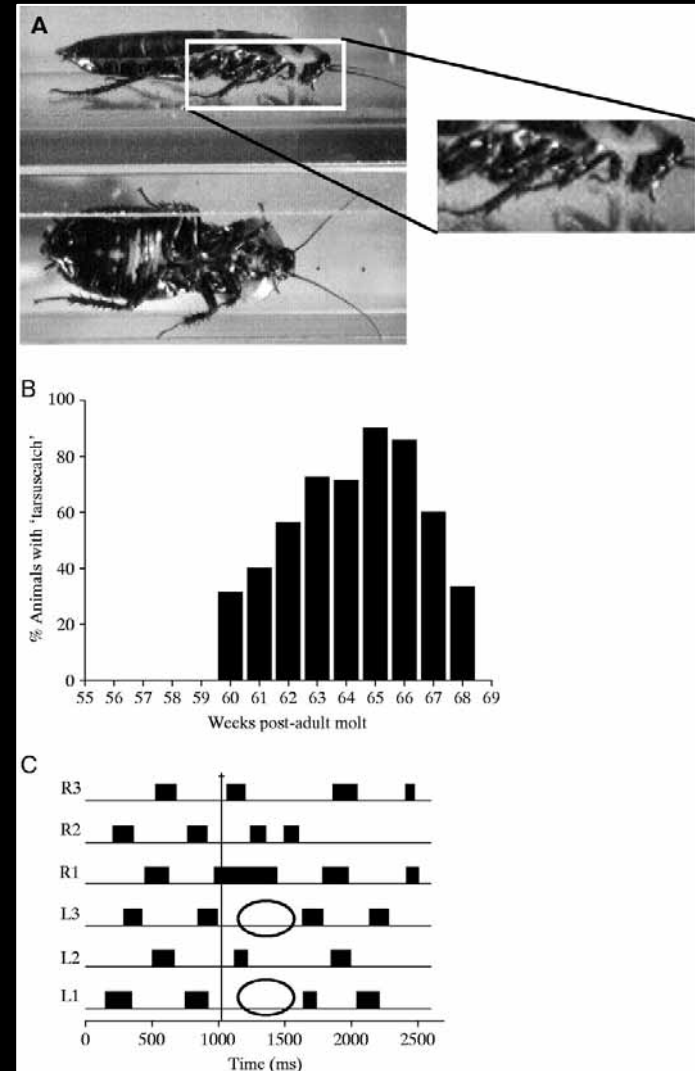 A
B
% Animals with ‘tarsuscatch’
100
80
60
40
20
0
55 56 57 58 59 60 61 62 63 64 65 66 67 68 69
Weeks post-adult molt
C
R3
R2
R1
L3
L2
L1
0 500 1000 1500 2000 2500
Time (ms)